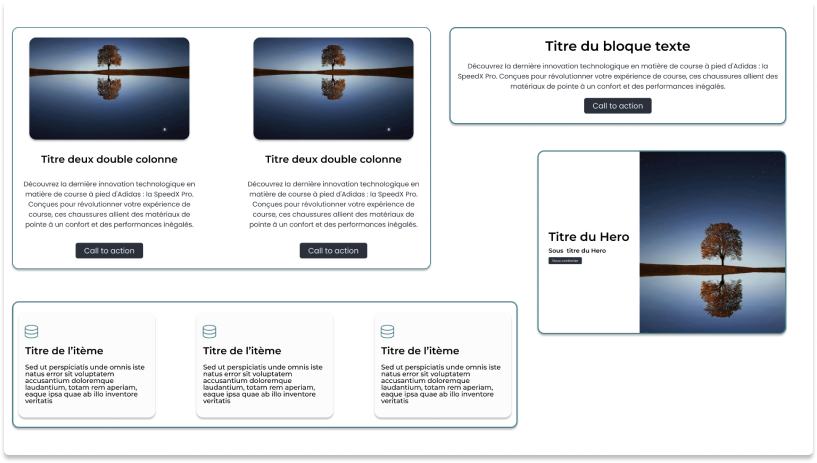 Titre deux double colonne
Découvrez la dernière innovation technologique en
matière de course à pied d'Adidas : la SpeedX Pro.
Conçues pour révolutionner votre expérience de
course, ces chaussures allient des matériaux de
pointe à un confort et des performances inégalés.
Call to action
Titre deux double colonne
Découvrez la dernière innovation technologique en
matière de course à pied d'Adidas : la SpeedX Pro.
Conçues pour révolutionner votre expérience de
course, ces chaussures allient des matériaux de
pointe à un confort et des performances inégalés.
Call to action
Titre du bloque texte
Découvrez la dernière innovation technologique en matière de course à pied d'Adidas : la
SpeedX Pro. Conçues pour révolutionner votre expérience de course, ces chaussures allient des
matériaux de pointe à un confort et des performances inégalés.
Call to action
Titre du Hero
Sous titre du Hero
Titre de l'itème
Sed ut perspiciatis unde omnis iste
natus error sit voluptatem
accusantium doloremque
laudantium, totam rem aperiam,
eaque ipsa quae ab illo inventore
veritatis
Titre de l'itème
Sed ut perspiciatis unde omnis iste
natus error sit voluptatem
accusantium doloremque
laudantium, totam rem aperiam,
eaque ipsa quae ab illo inventore
veritatis
Titre de l'itème
Sed ut perspiciatis unde omnis iste
natus error sit voluptatem
accusantium doloremque
laudantium, totam rem aperiam,
eaque ipsa quae ab illo inventore
veritatis